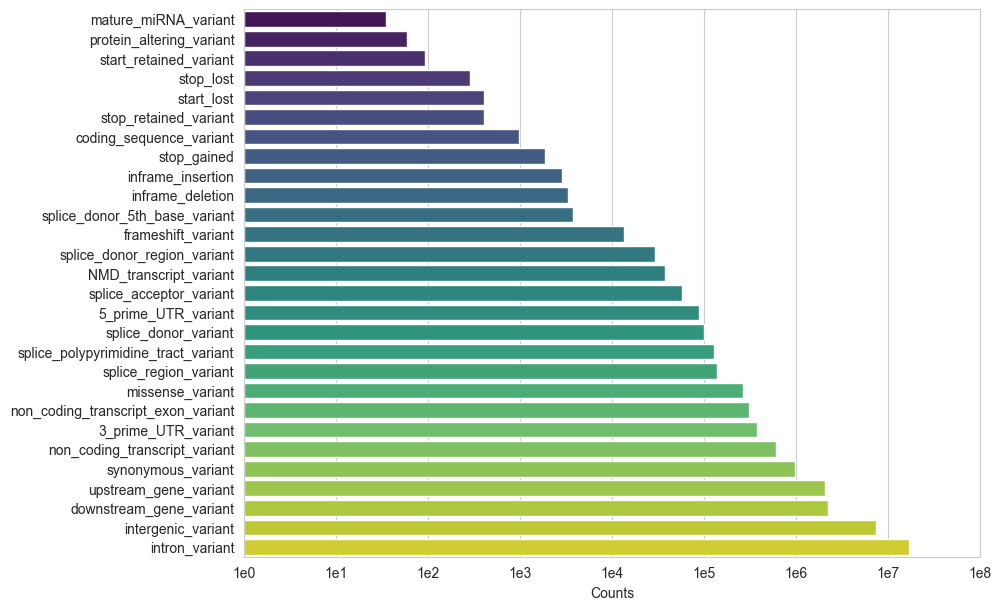 mature_miRNA_variant
protein_altering_variant
start_retained_variant
stop_lost
start_lost
stop_retained_variant
coding_sequence_variant
stop_gained
inframe_insertion
inframe_deletion
splice_donor_5th_base_variant
frameshift_variant
splice_donor_region_variant
NMD_transcript_variant
splice_acceptor_variant
5_prime_UTR_variant
splice_donor_variant
splice_polypyrimidine_tract_variant
splice_region_variant
missense_variant
non_coding_transcript_exon_variant
3_prime_UTR_variant
non_coding_transcript_variant
synonymous_variant
upstream_gene_variant
downstream_gene_variant
intergenic_variant
intron_variant
1e0 1e1 1e2 1e3 1e4 1e5 1e6 1e7 1e8
Counts